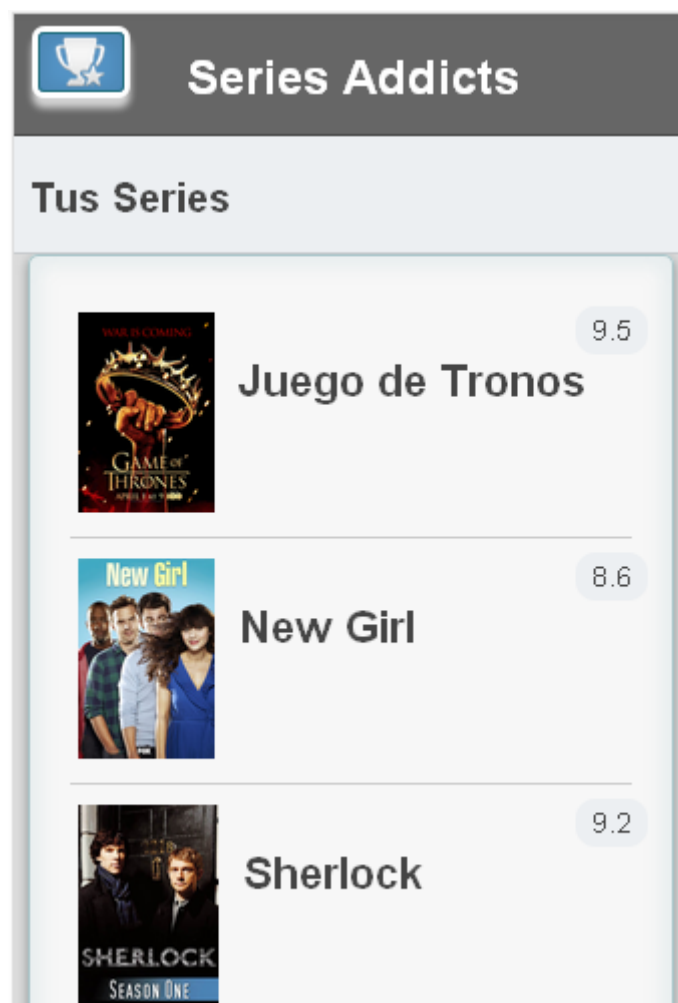 Series Addicts
Tus Series
9.5
Juego de Tronos
WAR IS COMING
GAME OF
THRONES
8.6
New Girl
New Girl
FOX
9.2
Sherlock
SHERLOCK
SEASON ONE